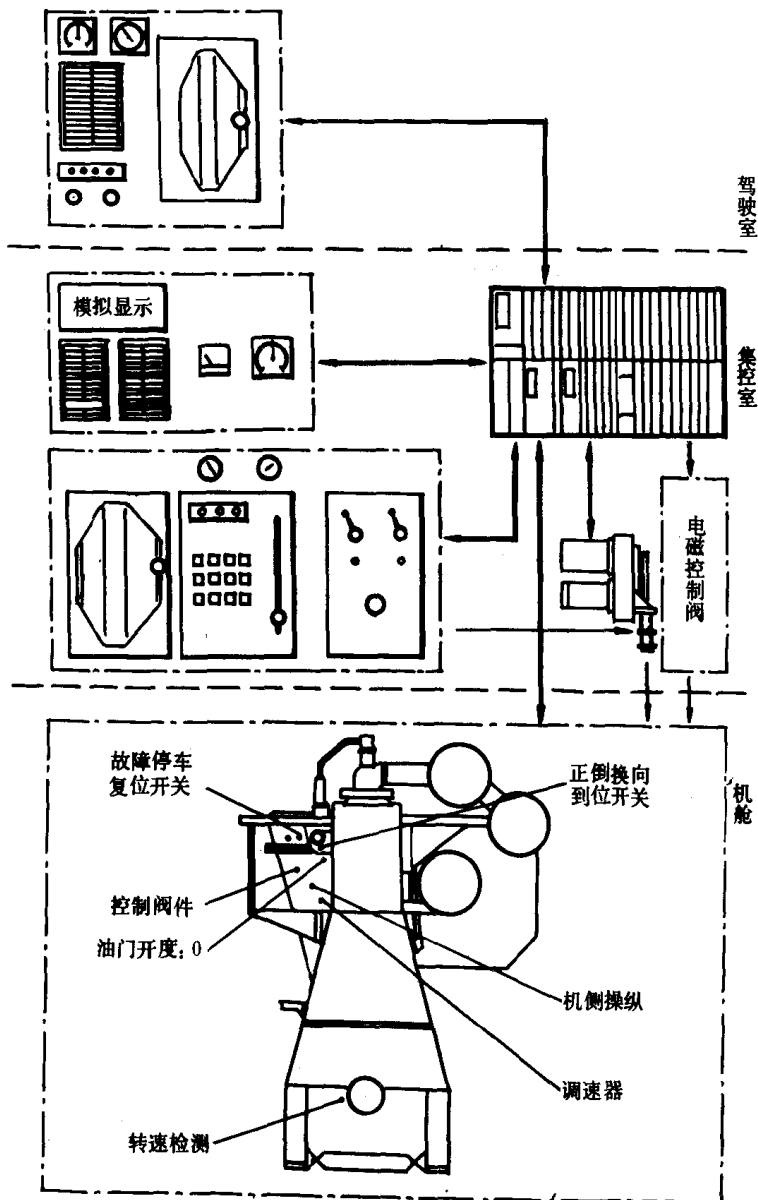 驾驶室
模拟显示
集控室
电磁控制阀
机舱
故障停车
复位开关
正倒换向
到位开关
控制阀件
油门开度:0
机侧操纵
调速器
转速检测